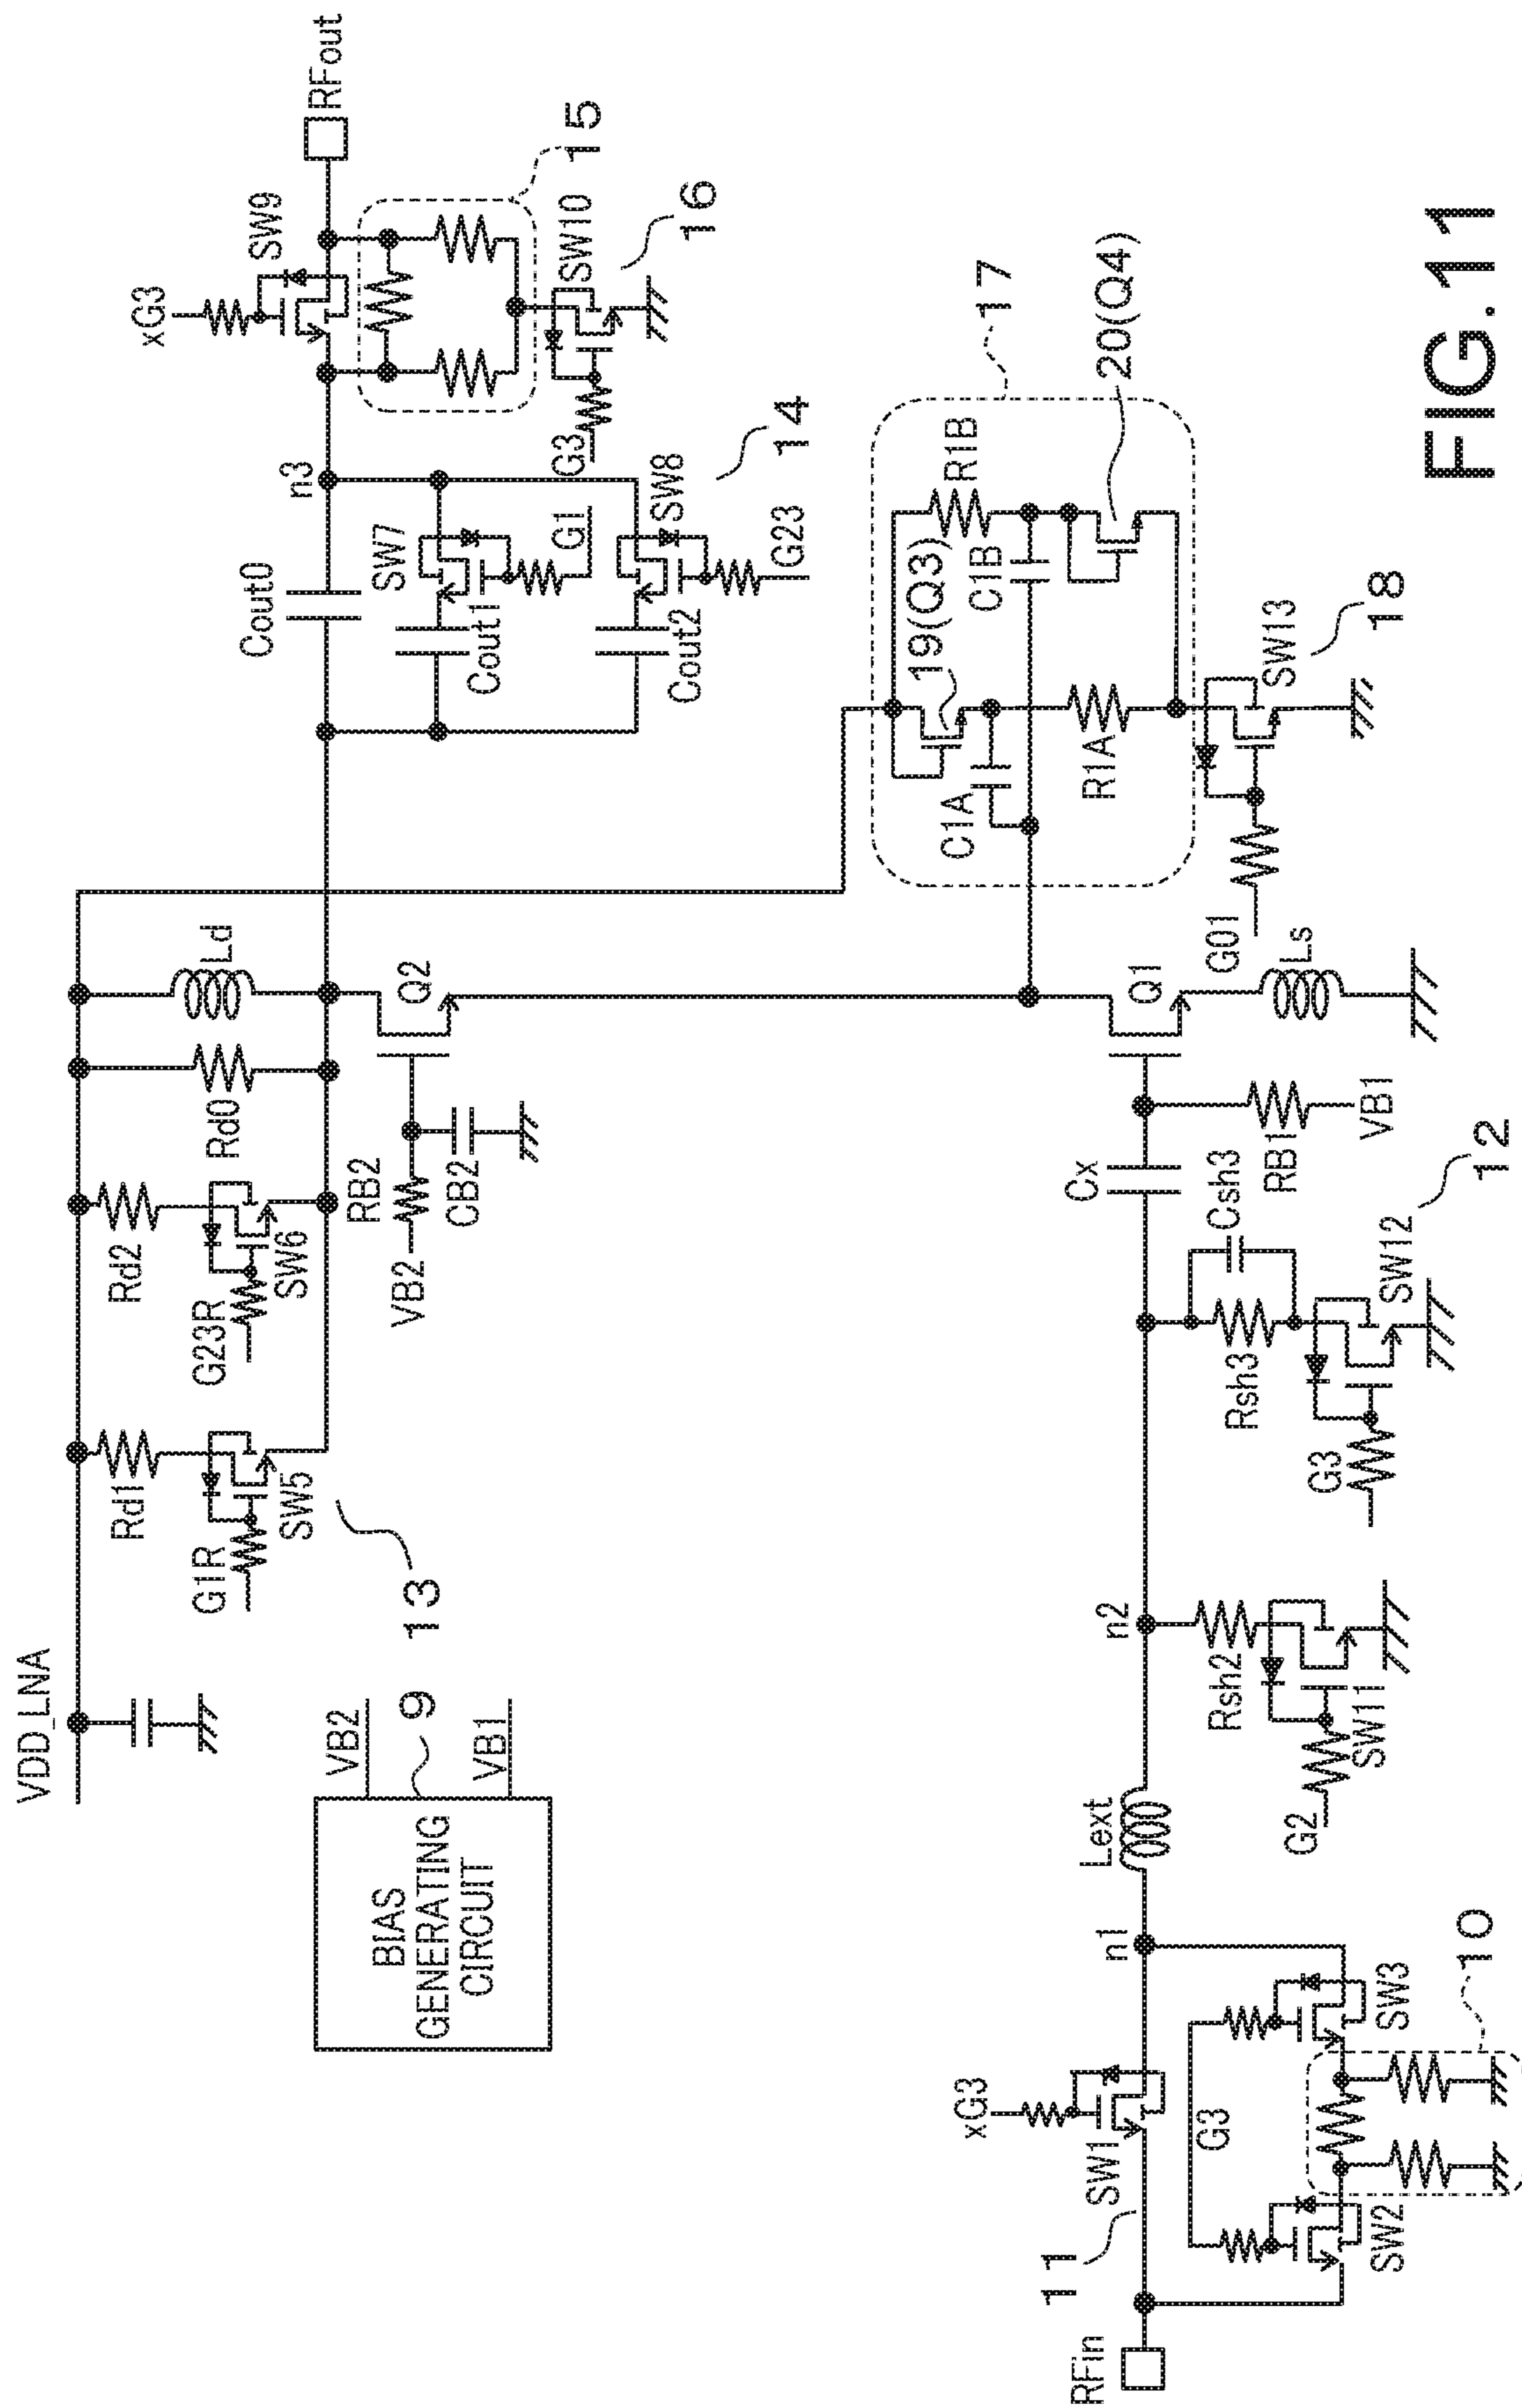 VDD_LNA
Rd1
G1R
SW5
13
Rd2
G23R
SW6
Rd0
Ld
VB2
RB2
CB2
Q2
BIAS
GENERATING
CIRCUIT
VB2
9
VB1
Cout0
n3
SW7
Cout1
G1
Cout2
SW8
G23
14
xG3
SW9
RFout
15
G3
SW10
16
17
19(Q3)
R1B
C1B
C1A
R1A
20(Q4)
G01
SW13
18
RFin
11
SW1
xG3
n1
G3
SW2
SW3
10
Lext
n2
Rsh2
G2
SW11
Rsh3
Csh3
G3
SW12
12
Cx
RB1
VB1
Q1
Ls
FIG.11